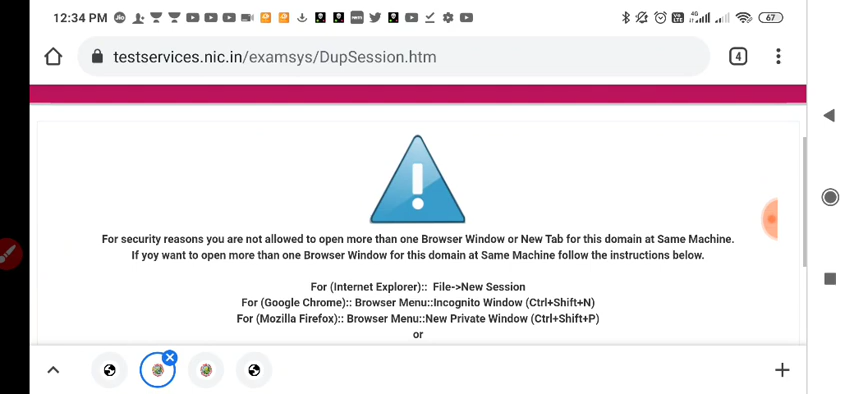 12:34 PM
67
testservices.nic.in/examsys/DupSession.htm
4
For security reasons you are not allowed to open more than one Browser Window or New Tab for this domain at Same Machine.
If yoy want to open more than one Browser Window for this domain at Same Machine follow the instructions below.
For (Internet Explorer):: File->New Session
For (Google Chrome):: Browser Menu::Incognito Window (Ctrl+Shift+N)
For (Mozilla Firefox):: Browser Menu::New Private Window (Ctrl+Shift+P)
or